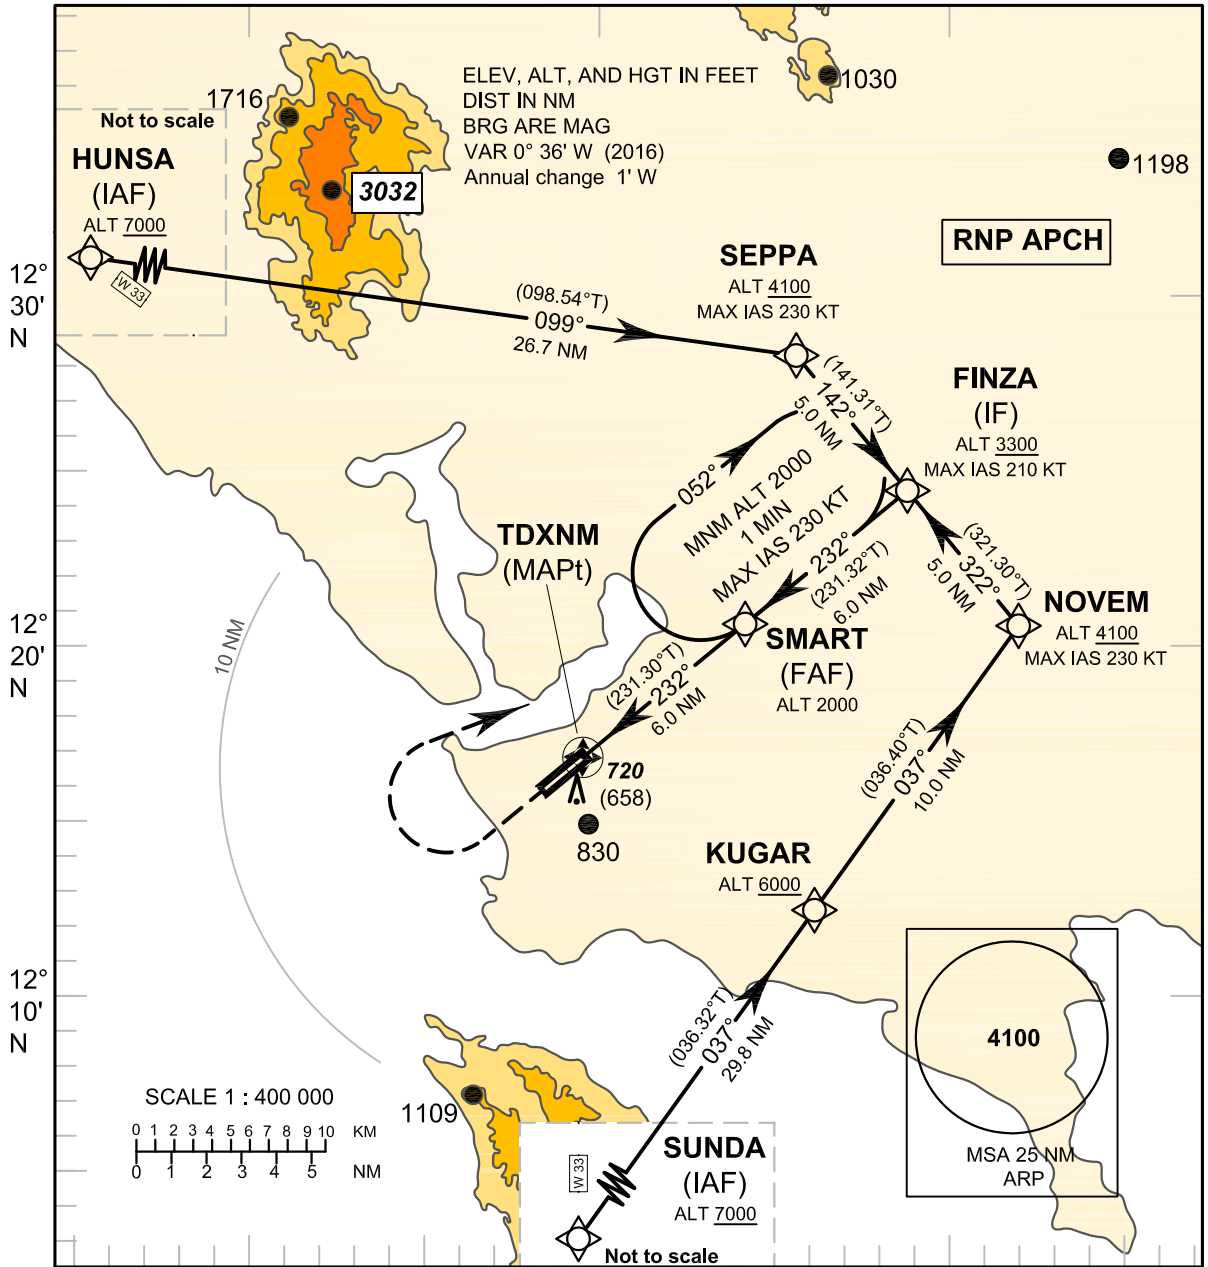 ELEV, ALT, AND HGT IN FEET
DIST IN NM
BRG ARE MAG
VAR 0° 36' W (2016)
Annual change 1' W
1716
3032
1030
1198
Not to scale
HUNSA
(IAF)
ALT 7000
W 33
RNP APCH
12°
30'
N
(098.54°T)
099°
26.7 NM
SEPPA
ALT 4100
MAX IAS 230 KT
(141.31°T)
142°
5.0 NM
FINZA
(IF)
ALT 3300
MAX IAS 210 KT
052°
MNM ALT 2000
1 MIN
MAX IAS 230 KT
232°
(231.32°T)
6.0 NM
(321.30°T)
322°
5.0 NM
NOVEM
ALT 4100
MAX IAS 230 KT
TDXNM
(MAPt)
12°
20'
N
10 NM
SMART
(FAF)
ALT 2000
(231.30°T)
232°
6.0 NM
720
(658)
830
(036.40°T)
037°
10.0 NM
KUGAR
ALT 6000
12°
10'
N
(036.32°T)
037°
29.8 NM
4100
MSA 25 NM
ARP
SCALE 1 : 400 000
0 1 2 3 4 5 6 7 8 9 10 KM
0 1 2 3 4 5 NM
1109
SUNDA
(IAF)
ALT 7000
W 33
Not to scale